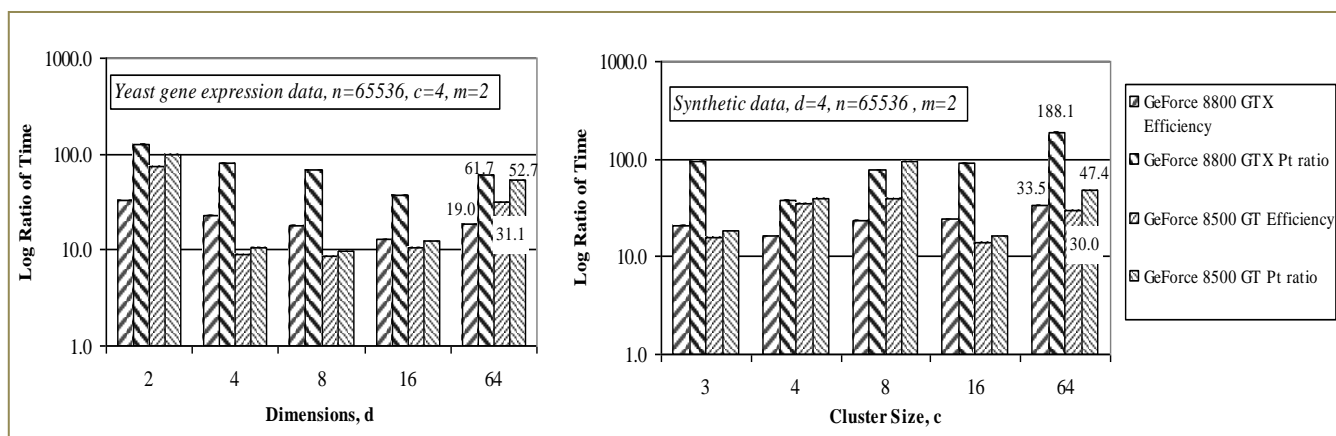 1000.0
100.0
10.0
1.0
Log Ratio of Time
Yeast gene expression data, n=65536, c=4, m=2
61.7
52.7
19.0
31.1
2 4 8 16 64
Dimensions, d
1000.0
100.0
10.0
1.0
Log Ratio of Time
Synthetic data, d=4, n=65536 , m=2
188.1
47.4
33.5
30.0
3 4 8 16 64
Cluster Size, c
GeForce 8800 GTX
Efficiency
GeForce 8800 GTX Pt ratio
GeForce 8500 GT Efficiency
GeForce 8500 GT Pt ratio